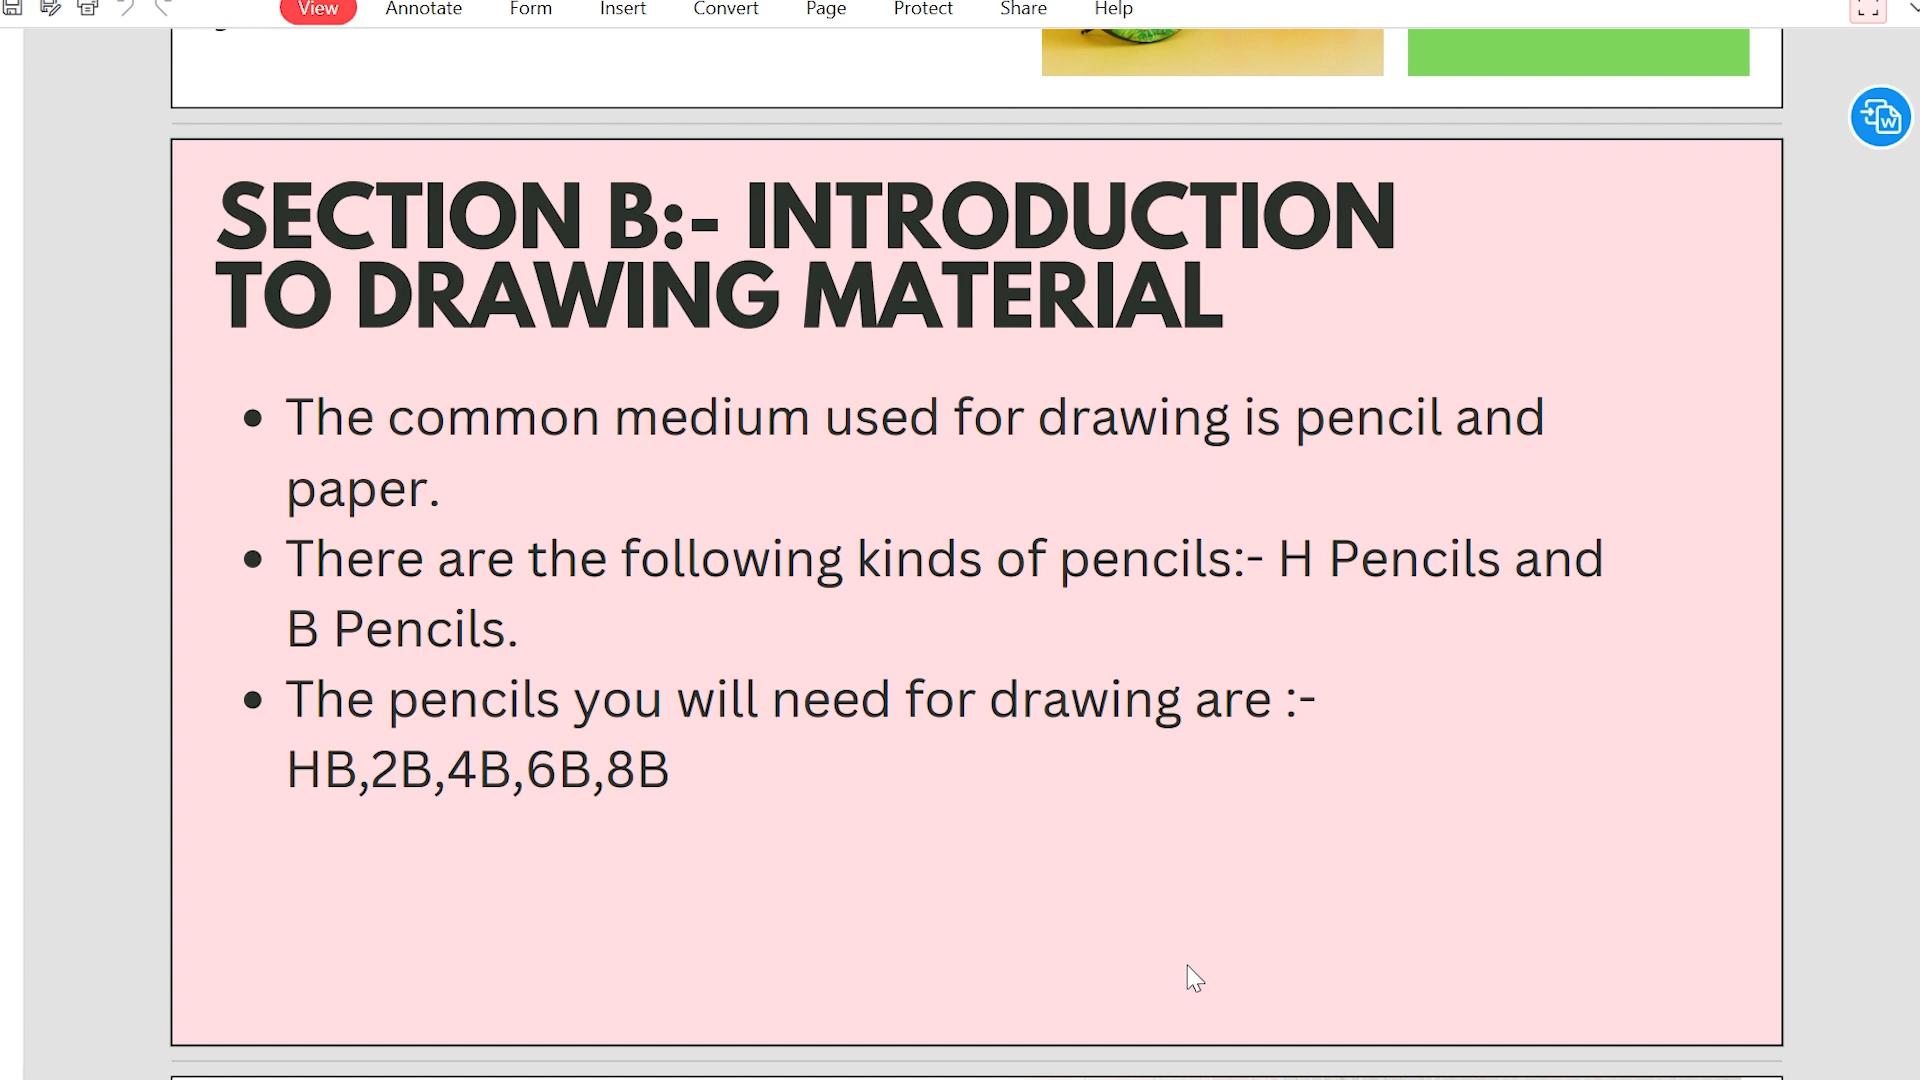 View Annotate Form Insert Convert Page Protect Share Help
SECTION B:- INTRODUCTION
TO DRAWING MATERIAL
• The common medium used for drawing is pencil and
paper.
• There are the following kinds of pencils:- H Pencils and
B Pencils.
• The pencils you will need for drawing are :-
HB,2B,4B,6B,8B